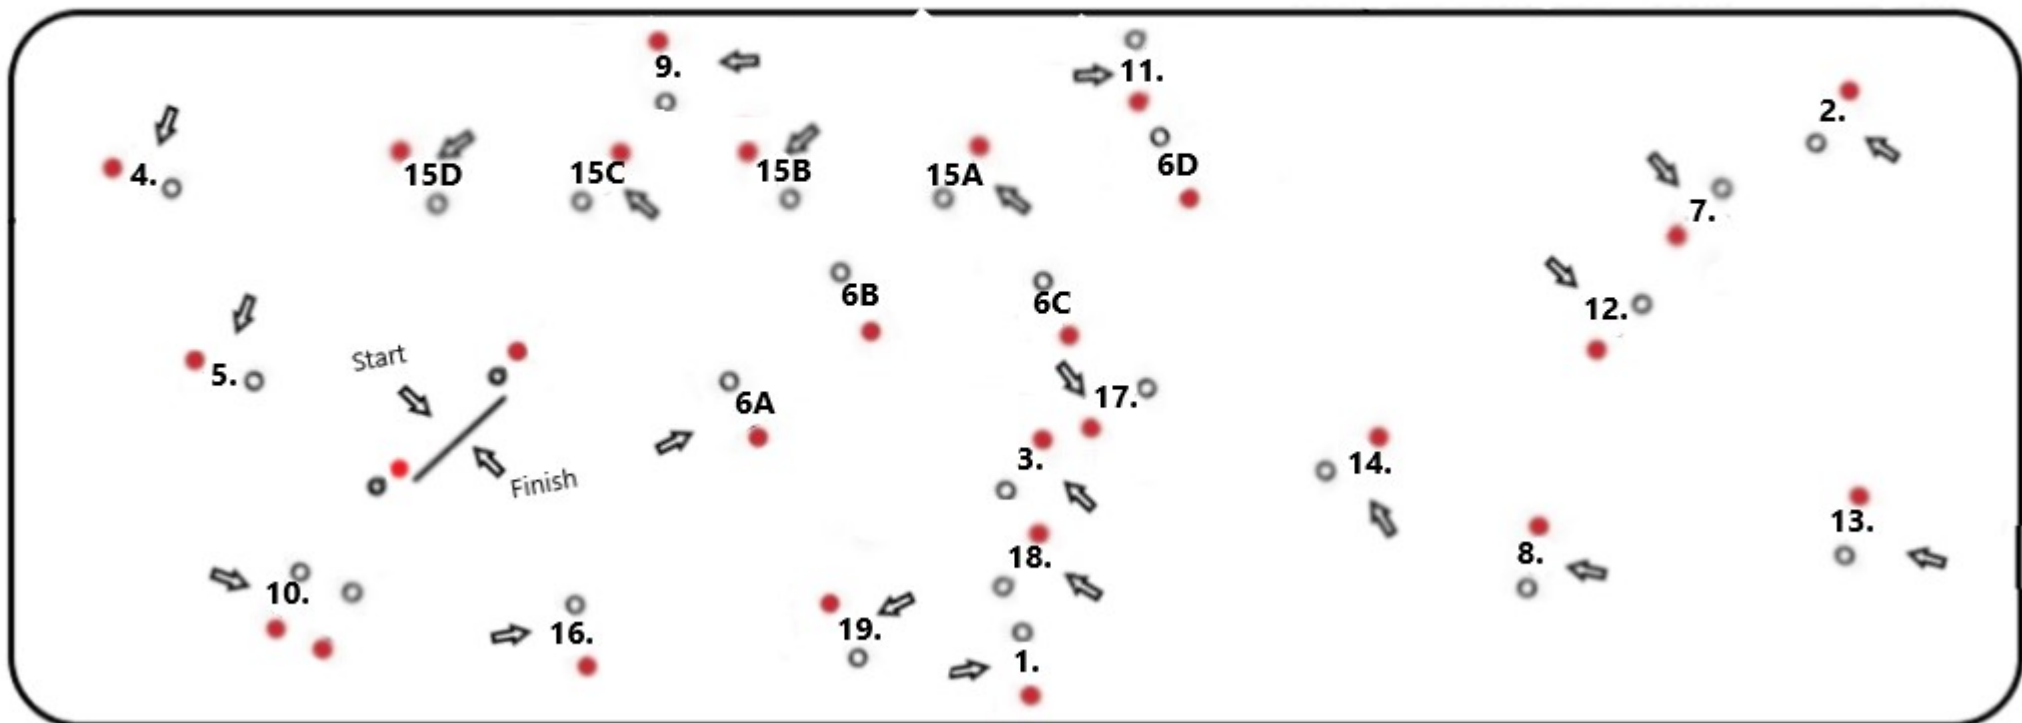 9.
11.
2.
4.
15D
15C
15B
15A
6D
7.
6B
6C
12.
Start
5.
6A
17.
3.
14.
Finish
13.
18.
8.
10.
16.
19.
1.